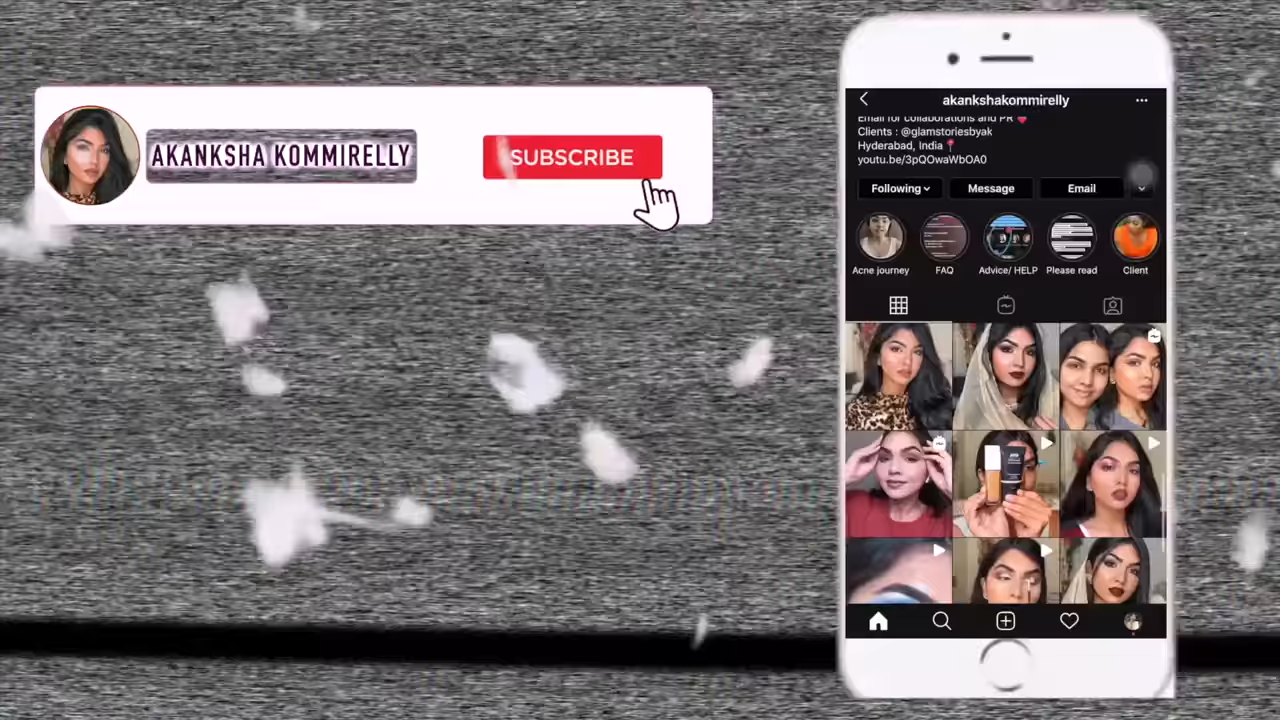 AKANKSHA KOMMIRELLY
SUBSCRIBE
akankshakommirelly
Email for collaborations and PR
Clients : @glamstoriesbyak
Hyderabad, India
youtu.be/3pQOwaWbOA0
Following
Message
Email
Acne journey
FAQ
Advice/ HELP
Please read
Client